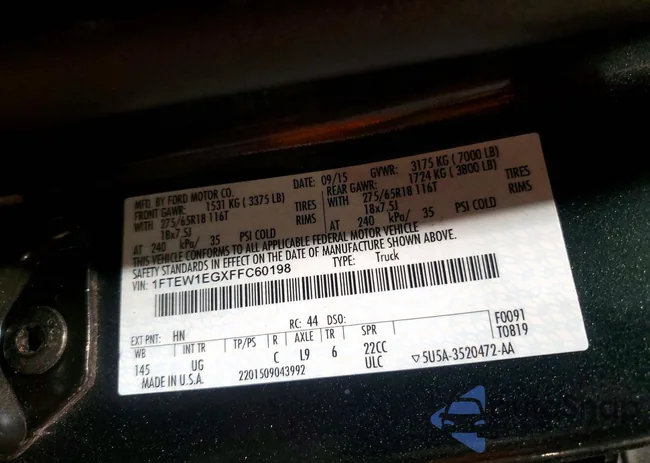 MFD. BY FORD MOTOR CO. DATE: 09/15 GVWR: 3175 KG ( 7000 LB)
FRONT GAWR: 1531 KG ( 3375 LB) REAR GAWR: 1724 KG ( 3800 LB)
WITH 275/65R18 116T TIRES WITH 275/65R18 116T TIRES
18x7.5J RIMS 18x7.5J RIMS
AT 240 kPa/ 35 PSI COLD AT 240 kPa/ 35 PSI COLD
THIS VEHICLE CONFORMS TO ALL APPLICABLE FEDERAL MOTOR VEHICLE
SAFETY STANDARDS IN EFFECT ON THE DATE OF MANUFACTURE SHOWN ABOVE.
VIN: 1FTEW1EGXFFC60198 TYPE: Truck
EXT PNT: HN RC: 44 DSO: F0091
WB INT TR TP/PS R AXLE TR SPR T0819
145 UG C L9 6 22CC
ULC ▽5U5A-3520472-AA
MADE IN U.S.A. 2201509043992
AutoSnap